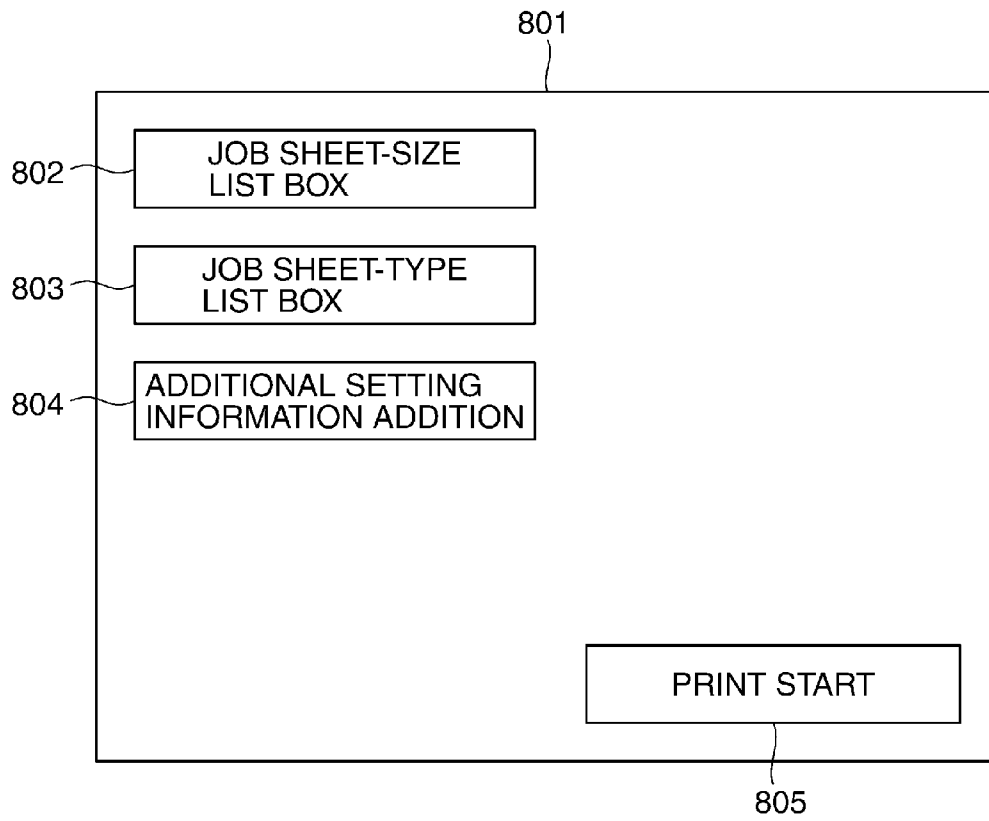 801
802
JOB SHEET-SIZE
LIST BOX
803
JOB SHEET-TYPE
LIST BOX
804
ADDITIONAL SETTING
INFORMATION ADDITION
PRINT START
805